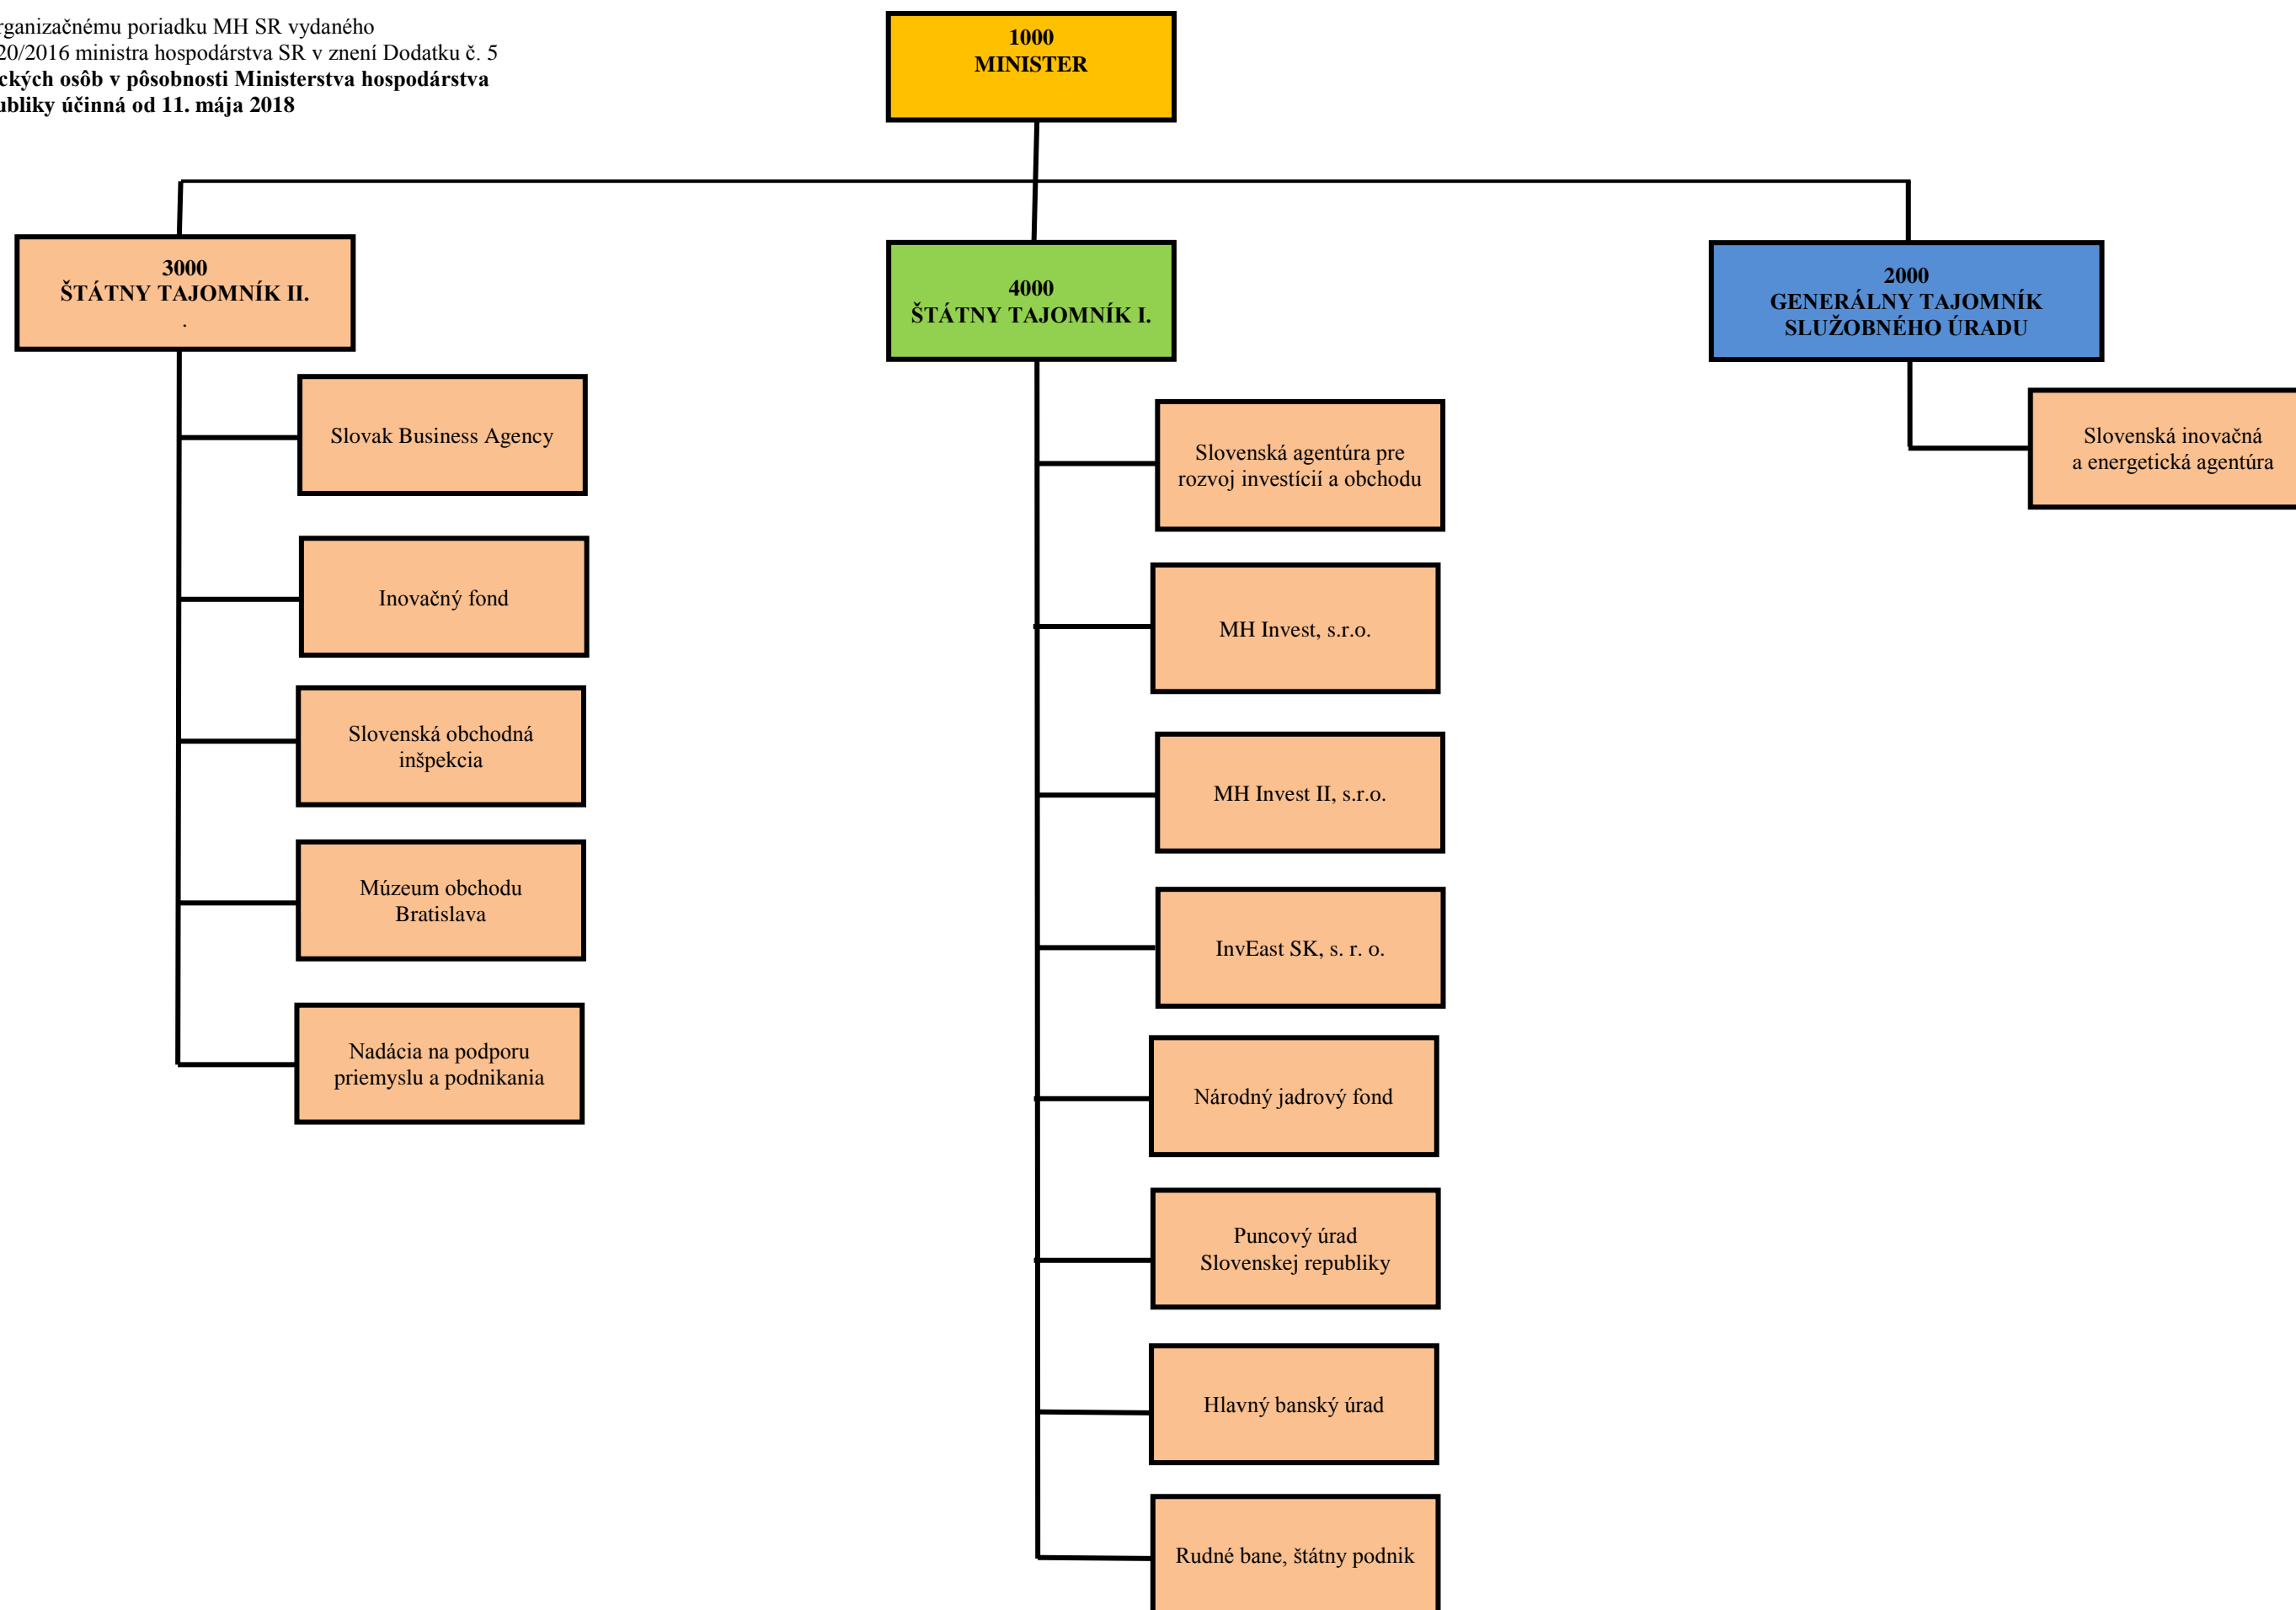 rganizačnému poriadku MH SR vydaného
20/2016 ministra hospodárstva SR v znení Dodatku č. 5
ckých osôb v pôsobnosti Ministerstva hospodárstva
ubliky účinná od 11. mája 2018
1000
MINISTER
3000
ŠTÁTNY TAJOMNÍK II.
.
4000
ŠTÁTNY TAJOMNÍK I.
2000
GENERÁLNY TAJOMNÍK
SLUŽOBNÉHO ÚRADU
Slovak Business Agency
Inovačný fond
Slovenská obchodná
inšpekcia
Múzeum obchodu
Bratislava
Nadácia na podporu
priemyslu a podnikania
Slovenská agentúra pre
rozvoj investícií a obchodu
MH Invest, s.r.o.
MH Invest II, s.r.o.
InvEast SK, s. r. o.
Národný jadrový fond
Puncový úrad
Slovenskej republiky
Hlavný banský úrad
Rudné bane, štátny podnik
Slovenská inovačná
a energetická agentúra